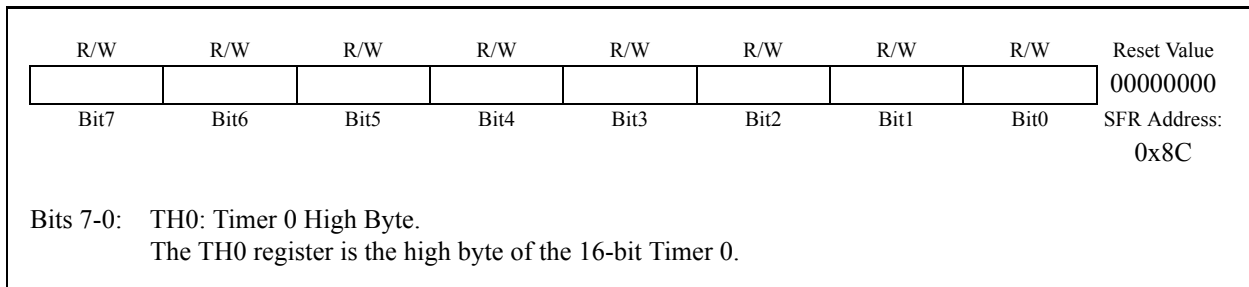 R/W R/W R/W R/W R/W R/W R/W R/W Reset Value
00000000
Bit7 Bit6 Bit5 Bit4 Bit3 Bit2 Bit1 Bit0 SFR Address:
0x8C
Bits 7-0: TH0: Timer 0 High Byte.
The TH0 register is the high byte of the 16-bit Timer 0.